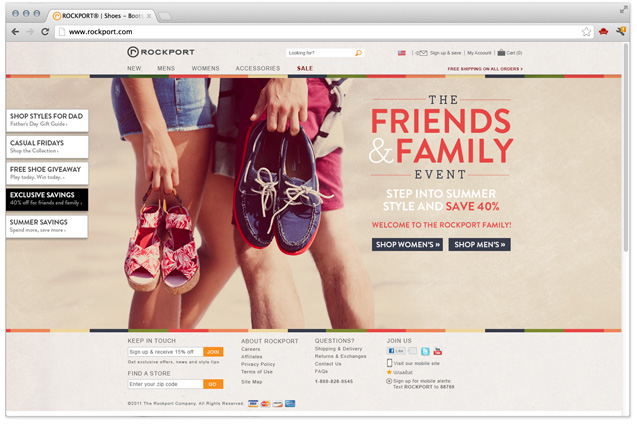 ROCKPORT® | Shoes – Boots
www.rockport.com
ROCKPORT
Looking for?
Sign up & save | My Account | Cart (0)
NEW MENS WOMENS ACCESSORIES SALE
FREE SHIPPING ON ALL ORDERS ›
SHOP STYLES FOR DAD
Father's Day Gift Guide ›
CASUAL FRIDAYS
Shop the Collection ›
FREE SHOE GIVEAWAY
Play today. Win today. ›
EXCLUSIVE SAVINGS
40% off for friends and family ›
SUMMER SAVINGS
Spend more, save more ›
THE
FRIENDS
& FAMILY
EVENT
STEP INTO SUMMER
STYLE AND SAVE 40%
WELCOME TO THE ROCKPORT FAMILY!
SHOP WOMEN'S »
SHOP MEN'S »
KEEP IN TOUCH
Sign up & receive 15% off
JOIN
Get exclusive offers, news and style tips
FIND A STORE
Enter your zip code
GO
©2011 The Rockport Company. All Rights Reserved.
VISA
ABOUT ROCKPORT
Careers
Affiliates
Privacy Policy
Terms of Use
Site Map
QUESTIONS?
Shipping & Delivery
Returns & Exchanges
Contact Us
FAQs
1-800-828-0545
JOIN US
Like
You Tube
Visit our mobile site
Wishlist
Sign up for mobile alerts:
Text ROCKPORT to 88768